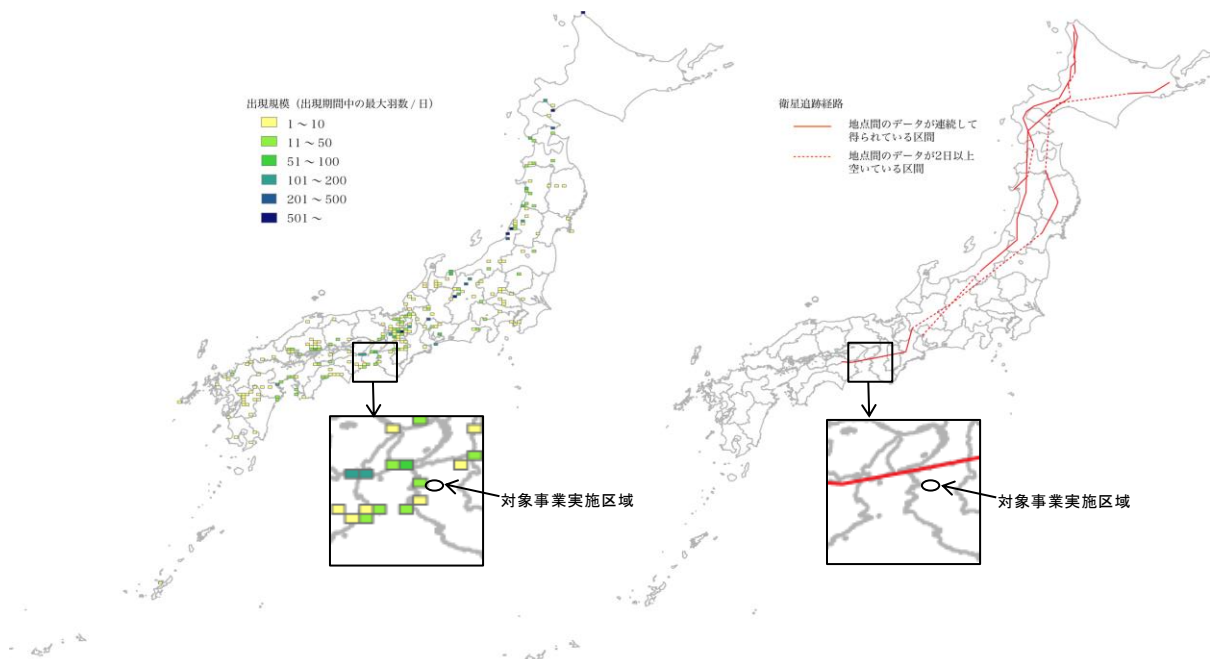 出現規模（出現期間中の最大羽数 / 日）
1 〜 10
11 〜 50
51 〜 100
101 〜 200
201 〜 500
501 〜
対象事業実施区域
衛星追跡経路
地点間のデータが連続して
得られている区間
地点間のデータが2日以上
空いている区間
対象事業実施区域